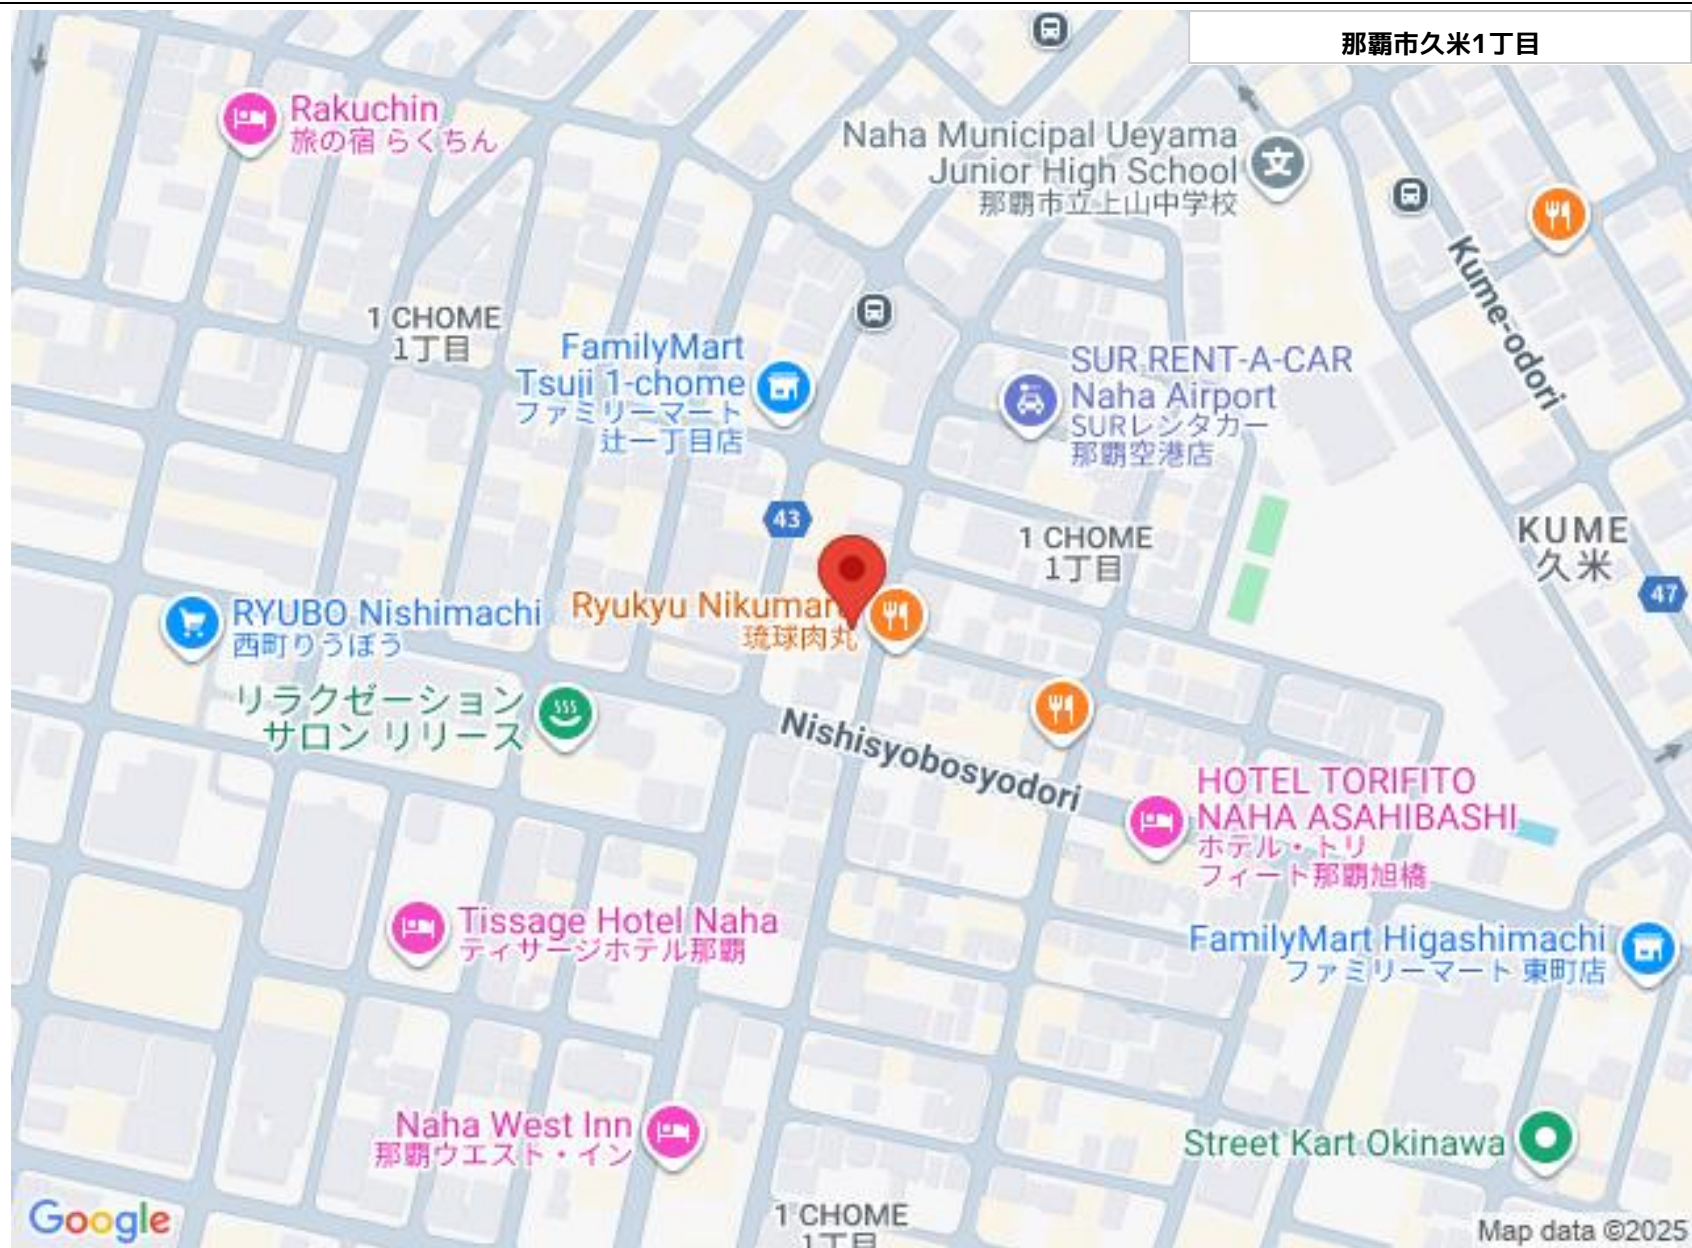 那覇市久米1丁目
Rakuchin
旅の宿 らくちん
Naha Municipal Ueyama
Junior High School
那覇市立上山中学校
文
Kume-odori
1 CHOME
1丁目
FamilyMart
Tsuji 1-chome
ファミリーマート
辻一丁目店
SUR RENT-A-CAR
Naha Airport
SURレンタカー
那覇空港店
43
1 CHOME
1丁目
KUME
久米
47
RYUBO Nishimachi
西町りうぼう
Ryukyu Nikumaru
琉球肉丸
リラクゼーション
サロン リリース
Nishisyobosyodori
HOTEL TORIFITO
NAHA ASAHIBASHI
ホテル・トリ
フィート那覇旭橋
Tissage Hotel Naha
ティサージホテル那覇
FamilyMart Higashimachi
ファミリーマート 東町店
Naha West Inn
那覇ウエスト・イン
Street Kart Okinawa
1 CHOME
1丁目
Google
Map data ©2025